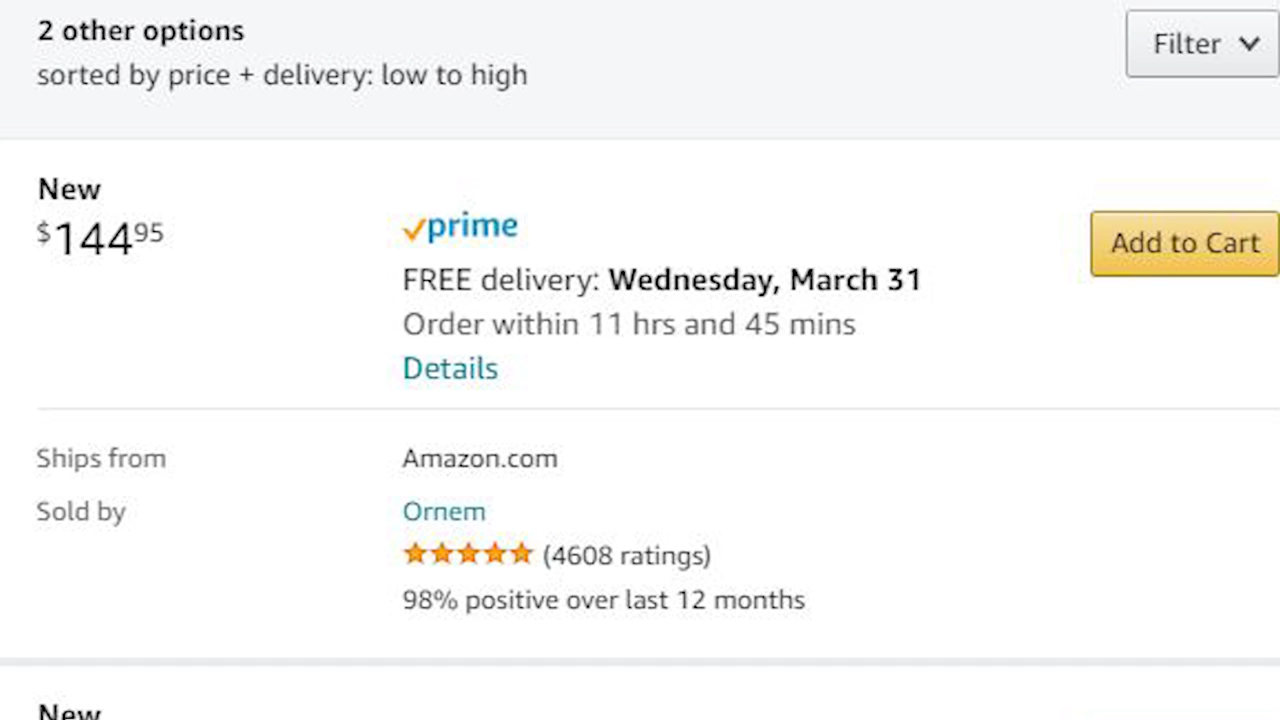 2 other options
sorted by price + delivery: low to high
Filter
New
$144 95
prime
Add to Cart
FREE delivery: Wednesday, March 31
Order within 11 hrs and 45 mins
Details
Ships from
Amazon.com
Sold by
Ornem
(4608 ratings)
98% positive over last 12 months
New